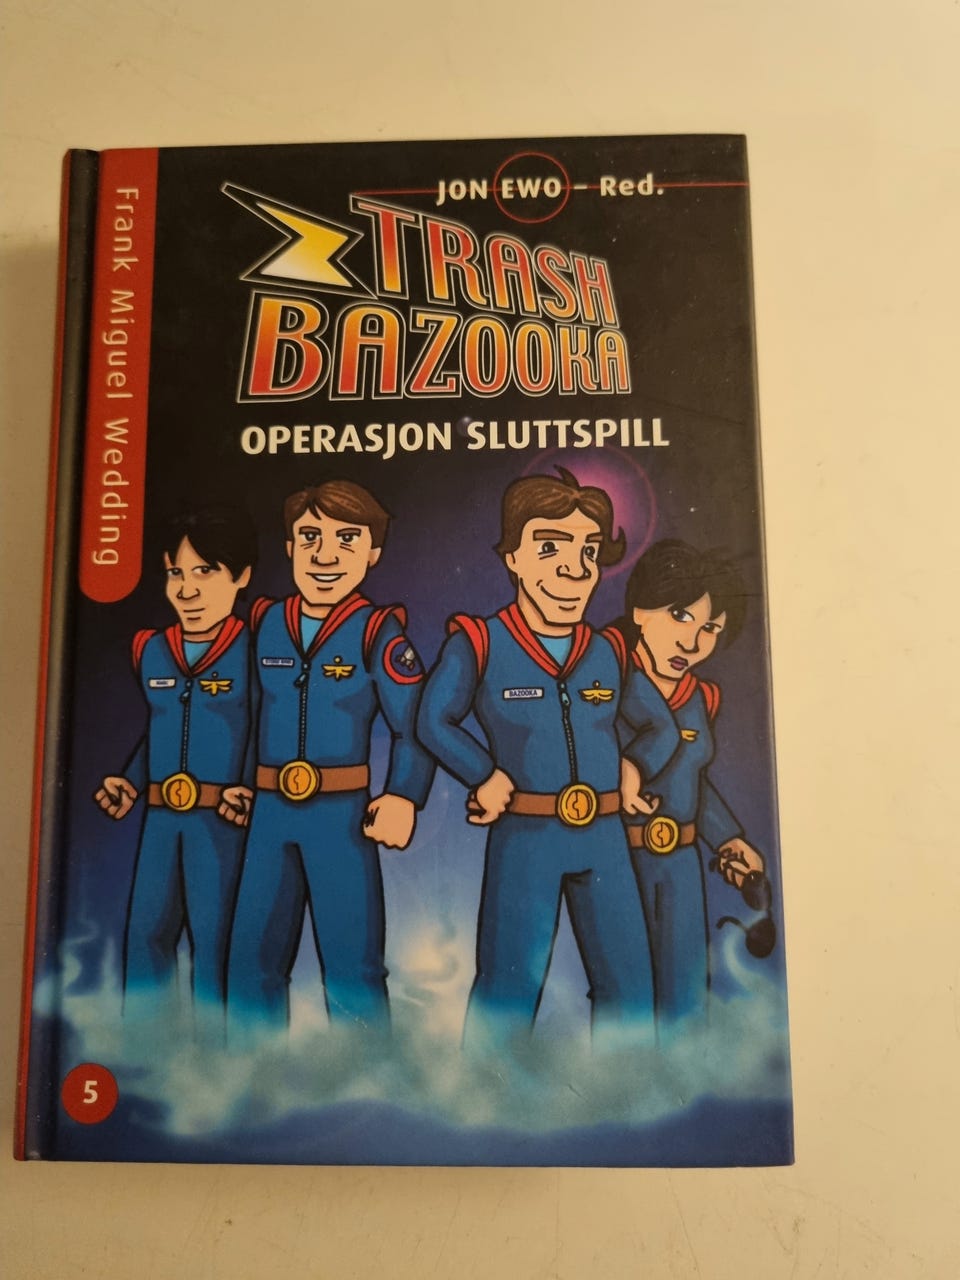 JON EWO – Red.
TRASH
BAZOOKA
OPERASJON SLUTTSPILL
Frank Miguel Wedding
BAZOOKA
5